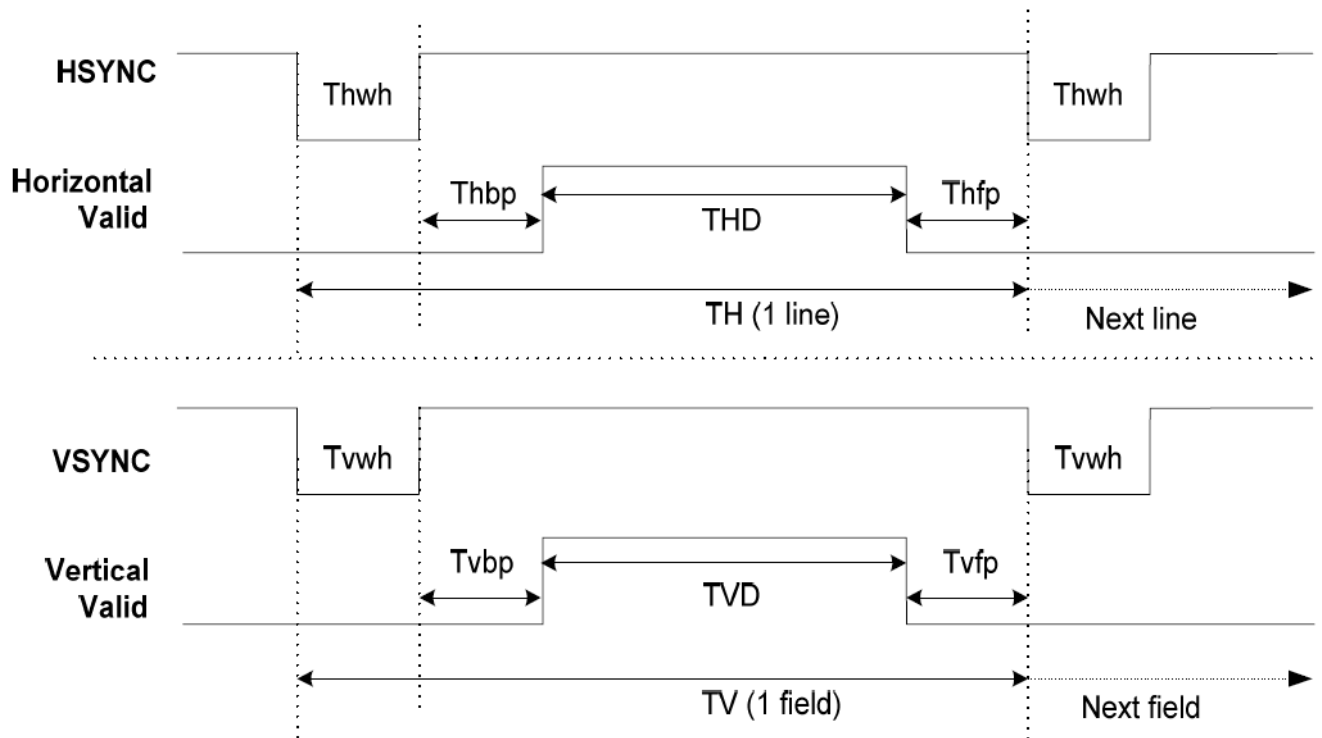 HSYNC
Thwh
Thwh
Horizontal
Valid
Thbp
THD
Thfp
TH (1 line)
Next line
VSYNC
Tvwh
Tvwh
Vertical
Valid
Tvbp
TVD
Tvfp
TV (1 field)
Next field